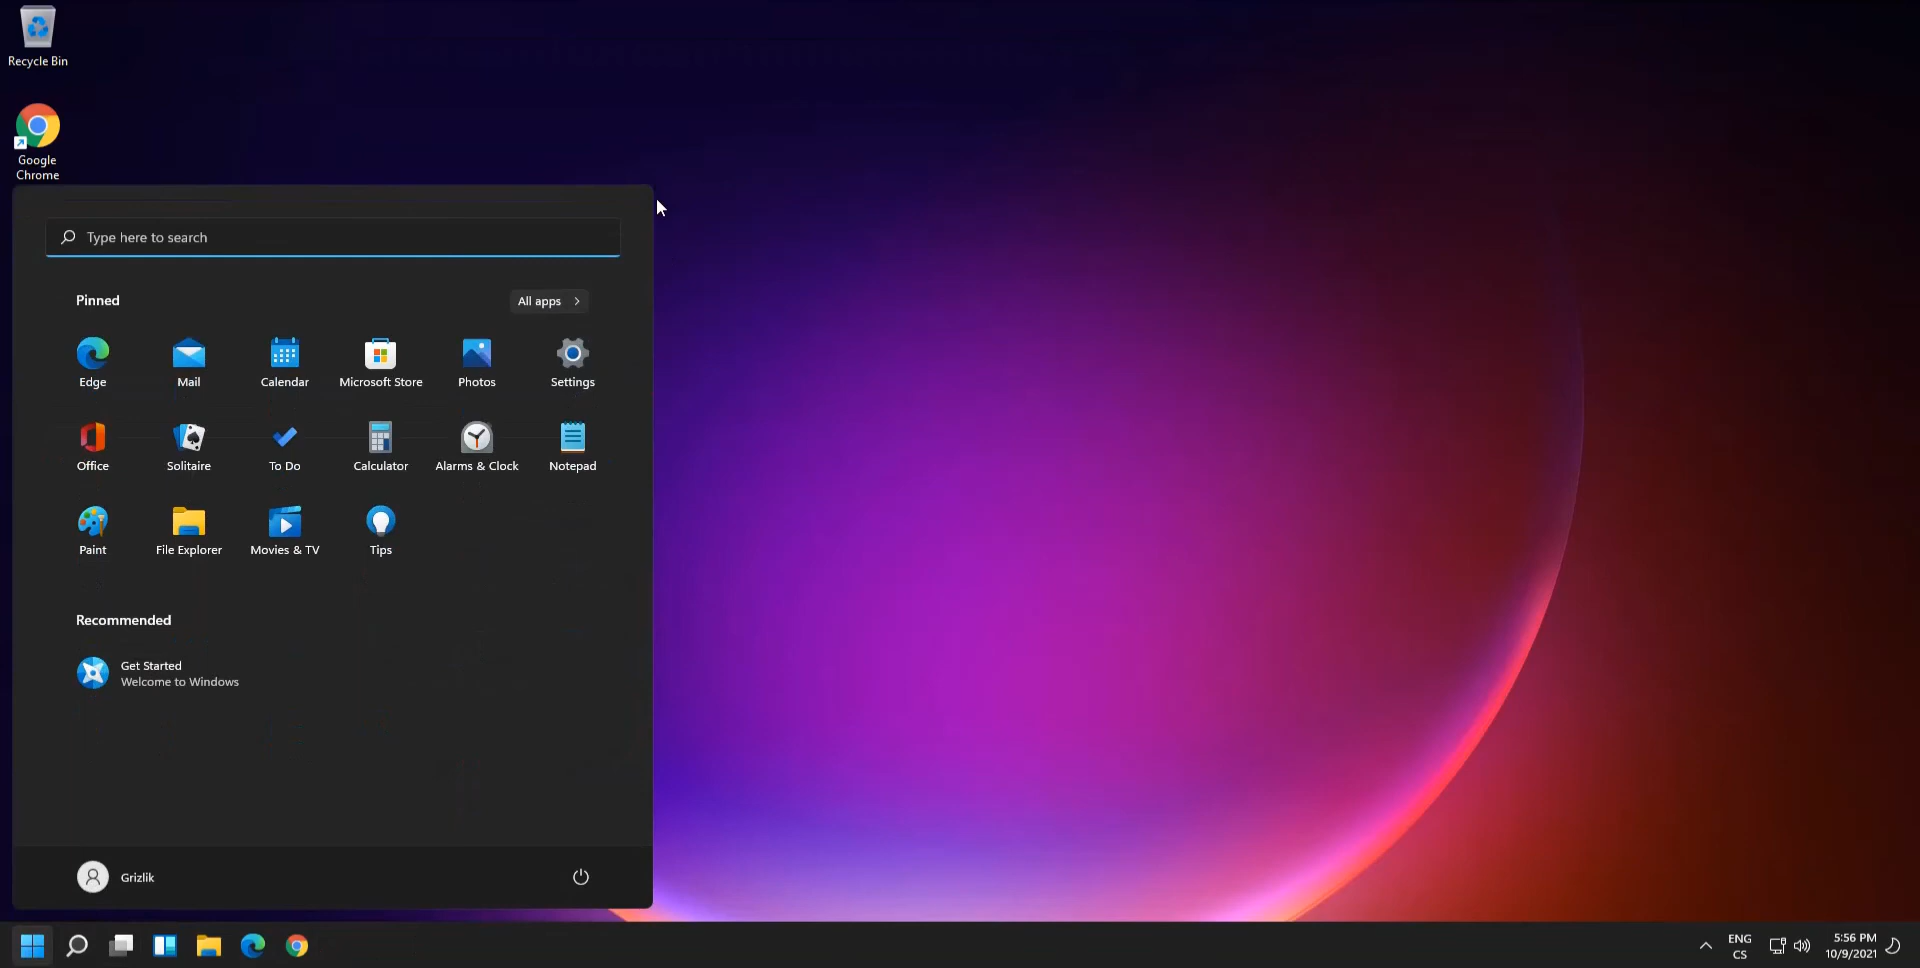 Recycle Bin
Google
Chrome
Type here to search
Pinned
All apps
Edge
Mail
Calendar
Microsoft Store
Photos
Settings
Office
Solitaire
To Do
Calculator
Alarms & Clock
Notepad
Paint
File Explorer
Movies & TV
Tips
Recommended
Get Started
Welcome to Windows
Grizlik
ENG
CS
5:56 PM
10/9/2021